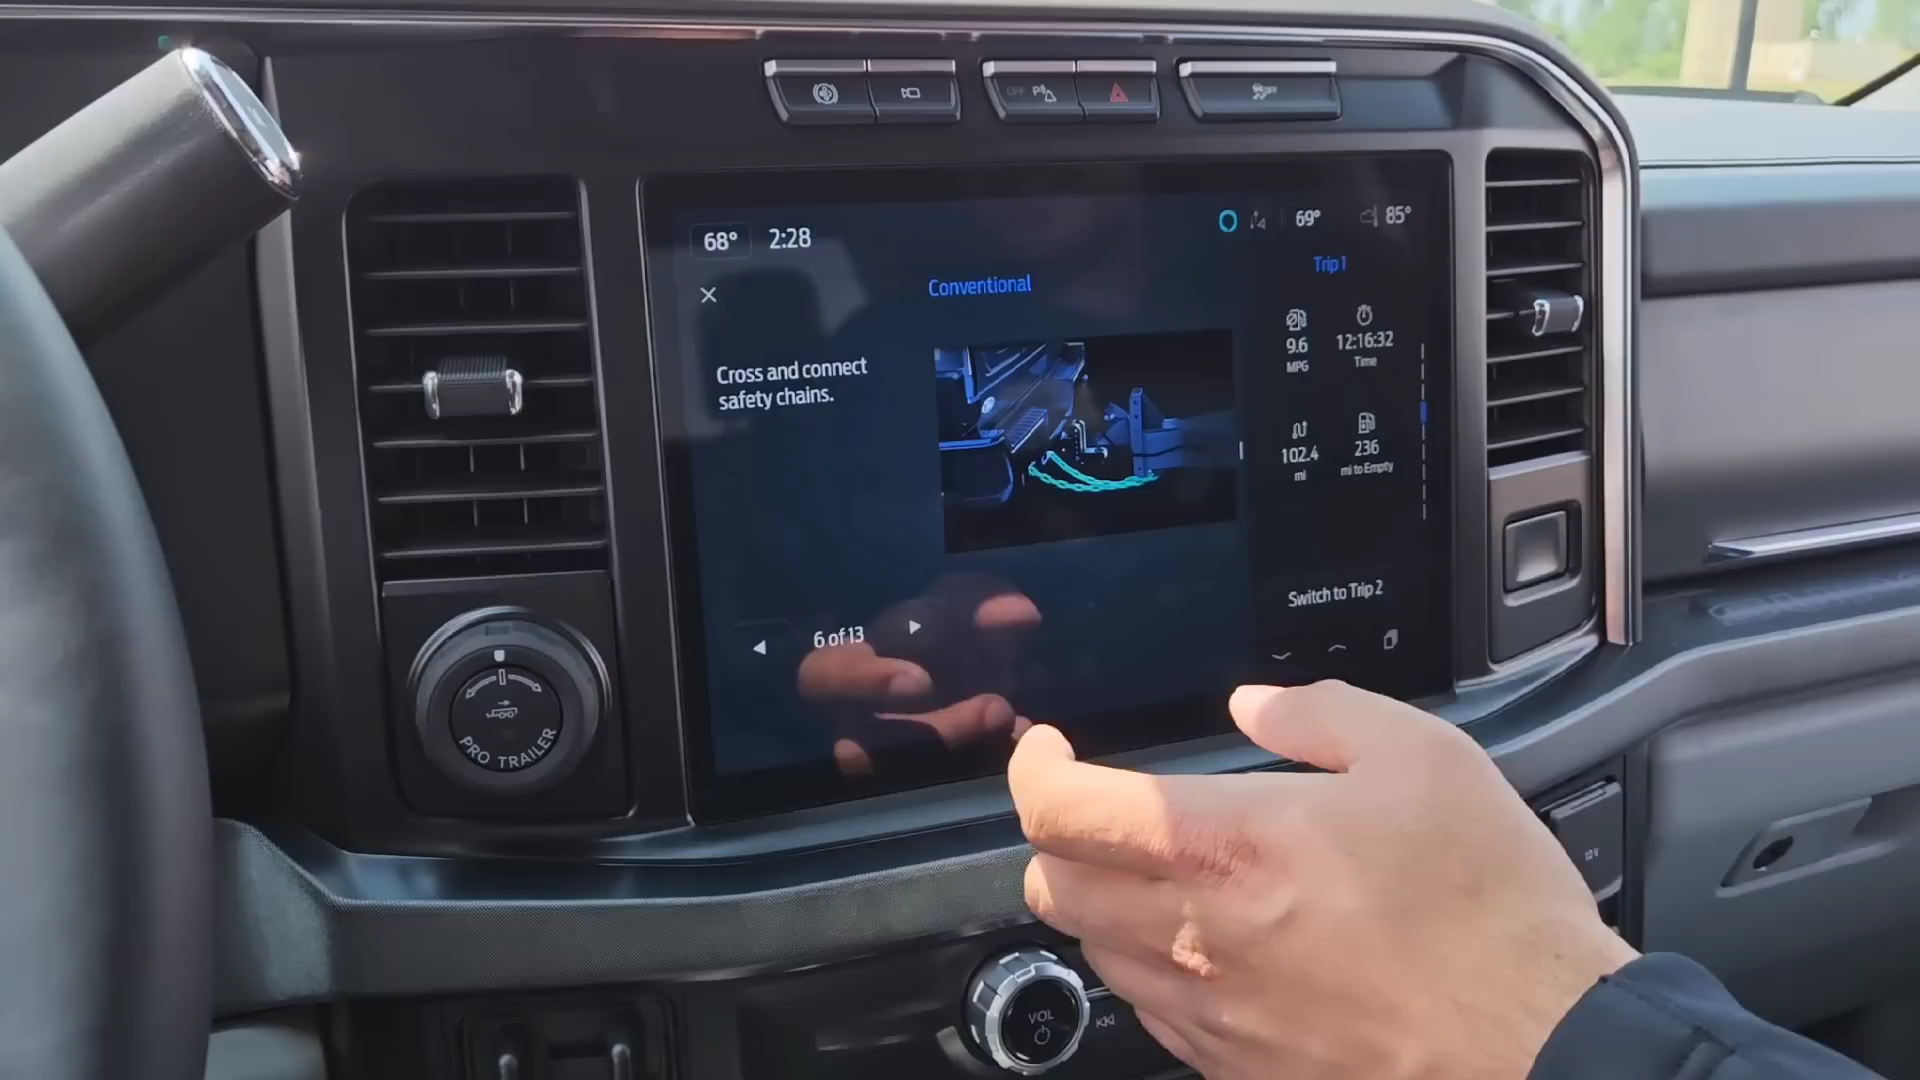 OFF P
OFF
68° 2:28
69° 85°
Conventional
Trip 1
Cross and connect
safety chains.
9.6
MPG
12:16:32
Time
102.4
mi
236
mi to Empty
6 of 13
Switch to Trip 2
PRO TRAILER
VOL
12V